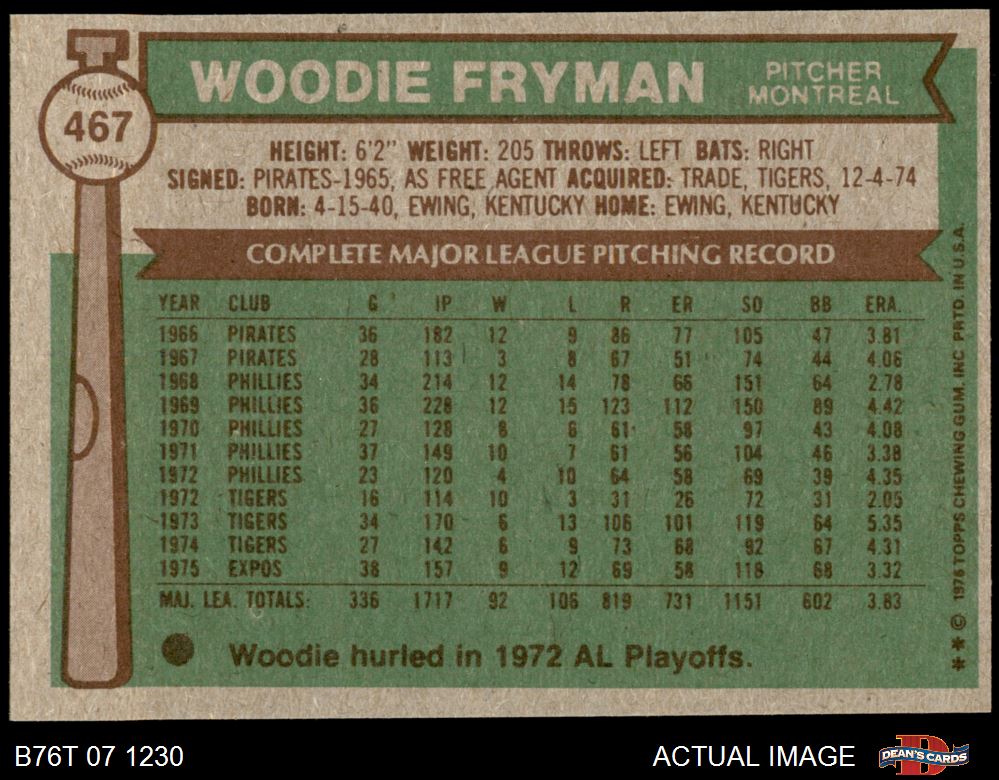 467
WOODIE FRYMAN
PITCHER
MONTREAL
HEIGHT: 6'2" WEIGHT: 205 THROWS: LEFT BATS: RIGHT
SIGNED: PIRATES-1965, AS FREE AGENT ACQUIRED: TRADE, TIGERS, 12-4-74
BORN: 4-15-40, EWING, KENTUCKY HOME: EWING, KENTUCKY
COMPLETE MAJOR LEAGUE PITCHING RECORD
YEAR CLUB G IP W L R ER SO BB ERA.
1966 PIRATES 36 182 12 9 86 77 105 47 3.81
1967 PIRATES 28 113 3 8 67 51 74 44 4.06
1968 PHILLIES 34 214 12 14 78 66 151 64 2.78
1969 PHILLIES 36 228 12 15 123 112 150 89 4.42
1970 PHILLIES 27 128 8 6 61 58 97 43 4.08
1971 PHILLIES 37 149 10 7 61 56 104 46 3.38
1972 PHILLIES 23 120 4 10 64 58 69 39 4.35
1972 TIGERS 16 114 10 3 31 26 72 31 2.05
1973 TIGERS 34 170 6 13 106 101 119 64 5.35
1974 TIGERS 27 142 6 9 73 68 92 67 4.31
1975 EXPOS 38 157 9 12 69 58 118 68 3.32
MAJ. LEA. TOTALS: 336 1717 92 106 819 731 1151 602 3.83
Woodie hurled in 1972 AL Playoffs.
** © 1976 TOPPS CHEWING GUM, INC PRTD. IN U.S.A.
B76T 07 1230
ACTUAL IMAGE
DEAN'S CARDS